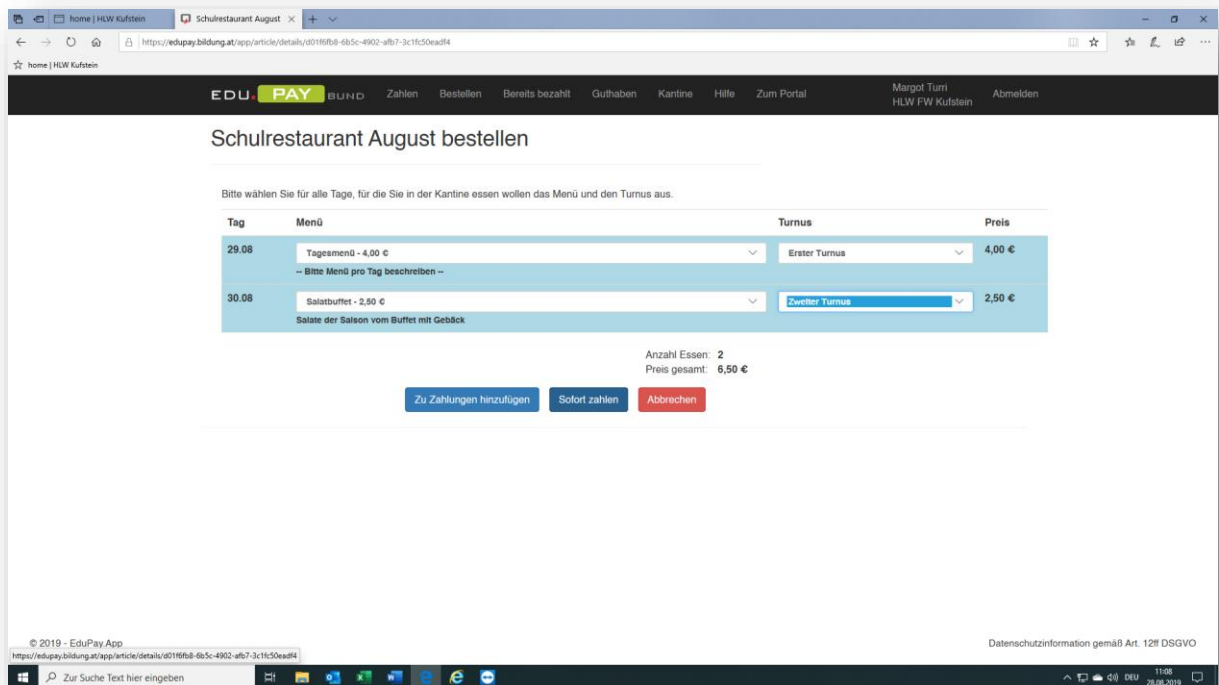 home | HLW Kufstein
Schulrestaurant August
https://edupay.bildung.at/app/article/details/d01f6fb8-6b5c-4902-afb7-3c1fc50eadf4
home | HLW Kufstein
EDU. PAY BUND Zahlen Bestellen Bereits bezahlt Guthaben Kantine Hilfe Zum Portal Margot Turri HLW FW Kufstein Abmelden
Schulrestaurant August bestellen
Bitte wählen Sie für alle Tage, für die Sie in der Kantine essen wollen das Menü und den Turnus aus.
Tag Menü Turnus Preis
29.08 Tagesmenü - 4,00 € Erster Turnus 4,00 €
-- Bitte Menü pro Tag beschreiben --
30.08 Salatbuffet - 2,50 € Zweiter Turnus 2,50 €
Salate der Saison vom Buffet mit Gebäck
Anzahl Essen: 2
Preis gesamt: 6,50 €
Zu Zahlungen hinzufügen Sofort zahlen Abbrechen
© 2019 - EduPay.App Datenschutzinformation gemäß Art. 12ff DSGVO
https://edupay.bildung.at/app/article/details/d01f6fb8-6b5c-4902-afb7-3c1fc50eadf4
Zur Suche Text hier eingeben DEU 11:08
28.08.2019